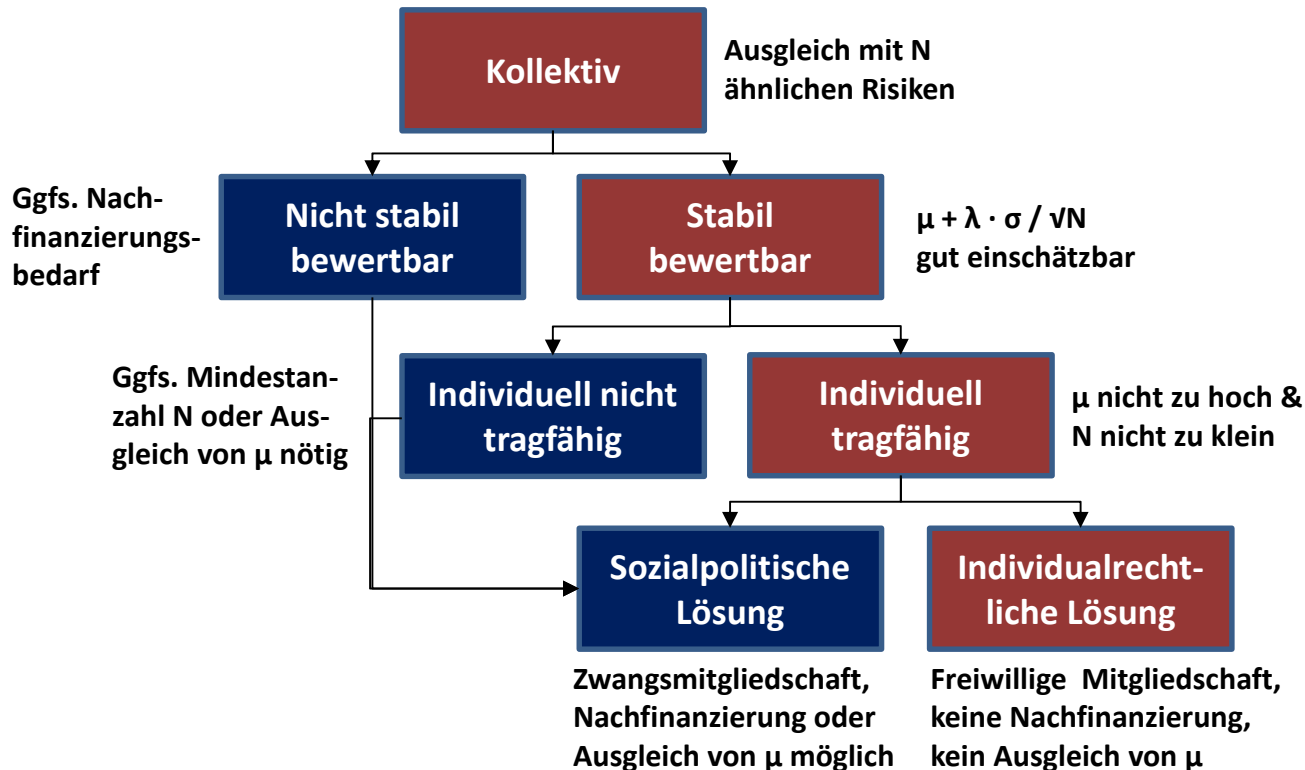 Kollektiv
Ausgleich mit N
ähnlichen Risiken
Ggfs. Nach-
finanzierungs-
bedarf
Nicht stabil
bewertbar
Stabil
bewertbar
μ + λ · σ / √N
gut einschätzbar
Ggfs. Mindestan-
zahl N oder Aus-
gleich von μ nötig
Individuell nicht
tragfähig
Individuell
tragfähig
μ nicht zu hoch &
N nicht zu klein
Sozialpolitische
Lösung
Individualrecht-
liche Lösung
Zwangsmitgliedschaft,
Nachfinanzierung oder
Ausgleich von μ möglich
Freiwillige Mitgliedschaft,
keine Nachfinanzierung,
kein Ausgleich von μ